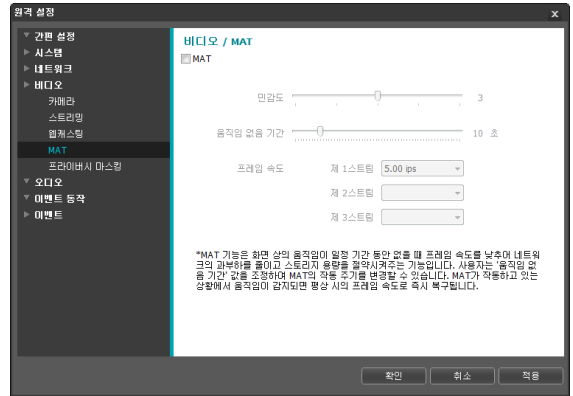 원격 설정
x
간편 설정
시스템
네트워크
비디오
카메라
스트리밍
웹캐스팅
MAT
프라이버시 마스킹
오디오
이벤트 동작
이벤트
비디오 / MAT
MAT
민감도 3
움직임 없음 기간 10 초
프레임 속도 제 1스트림 5.00 ips
제 2스트림
제 3스트림
*MAT 기능은 화면 상의 움직임이 일정 기간 동안 없을 때 프레임 속도를 낮추어 네트워
크의 과부하를 줄이고 스토리지 용량을 절약시켜주는 기능입니다. 사용자는 '움직임 없
음 기간' 값을 조정하여 MAT의 작동 주기를 변경할 수 있습니다. MAT가 작동하고 있는
상황에서 움직임이 감지되면 평상 시의 프레임 속도로 즉시 복구됩니다.
확인 취소 적용